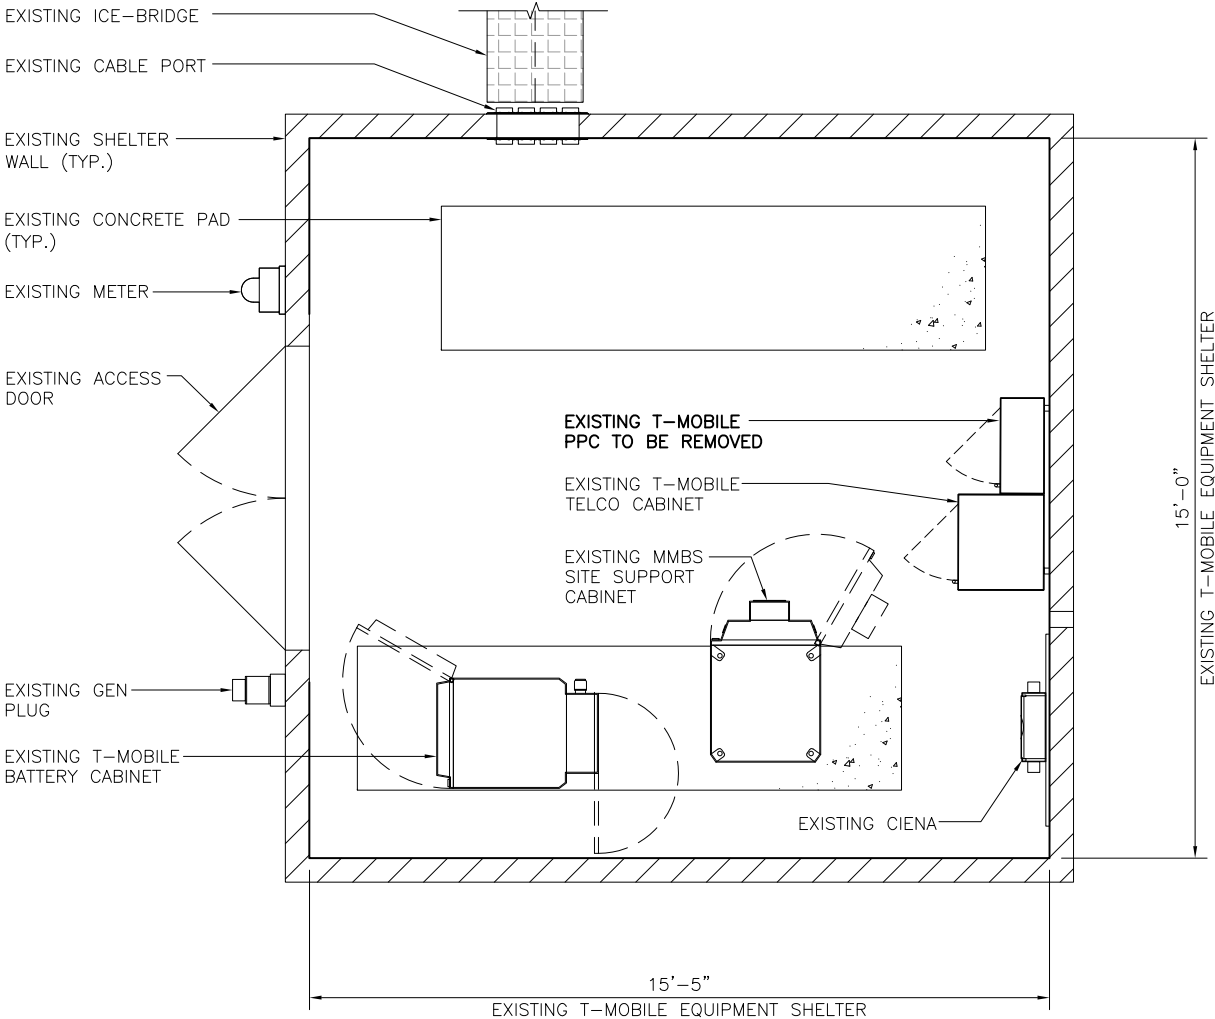 EXISTING ICE-BRIDGE
EXISTING CABLE PORT
EXISTING SHELTER
WALL (TYP.)
EXISTING CONCRETE PAD
(TYP.)
EXISTING METER
EXISTING ACCESS
DOOR
EXISTING T-MOBILE
PPC TO BE REMOVED
EXISTING T-MOBILE
TELCO CABINET
EXISTING MMBS
SITE SUPPORT
CABINET
EXISTING GEN
PLUG
EXISTING T-MOBILE
BATTERY CABINET
EXISTING CIENA
15'-0"
EXISTING T-MOBILE EQUIPMENT SHELTER
15'-5"
EXISTING T-MOBILE EQUIPMENT SHELTER